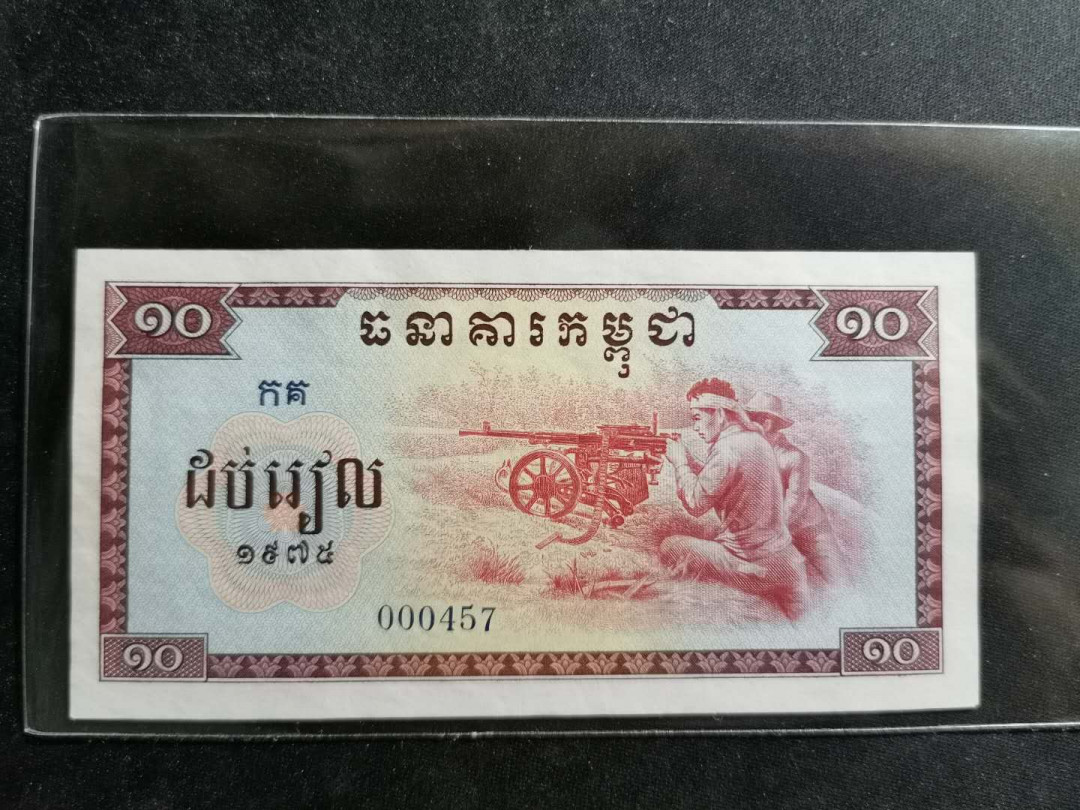 ១០ ធនាគារកម្ពុជា ១០
កគ
ដប់រៀល
១៩៧៥
000457
១០ ១០